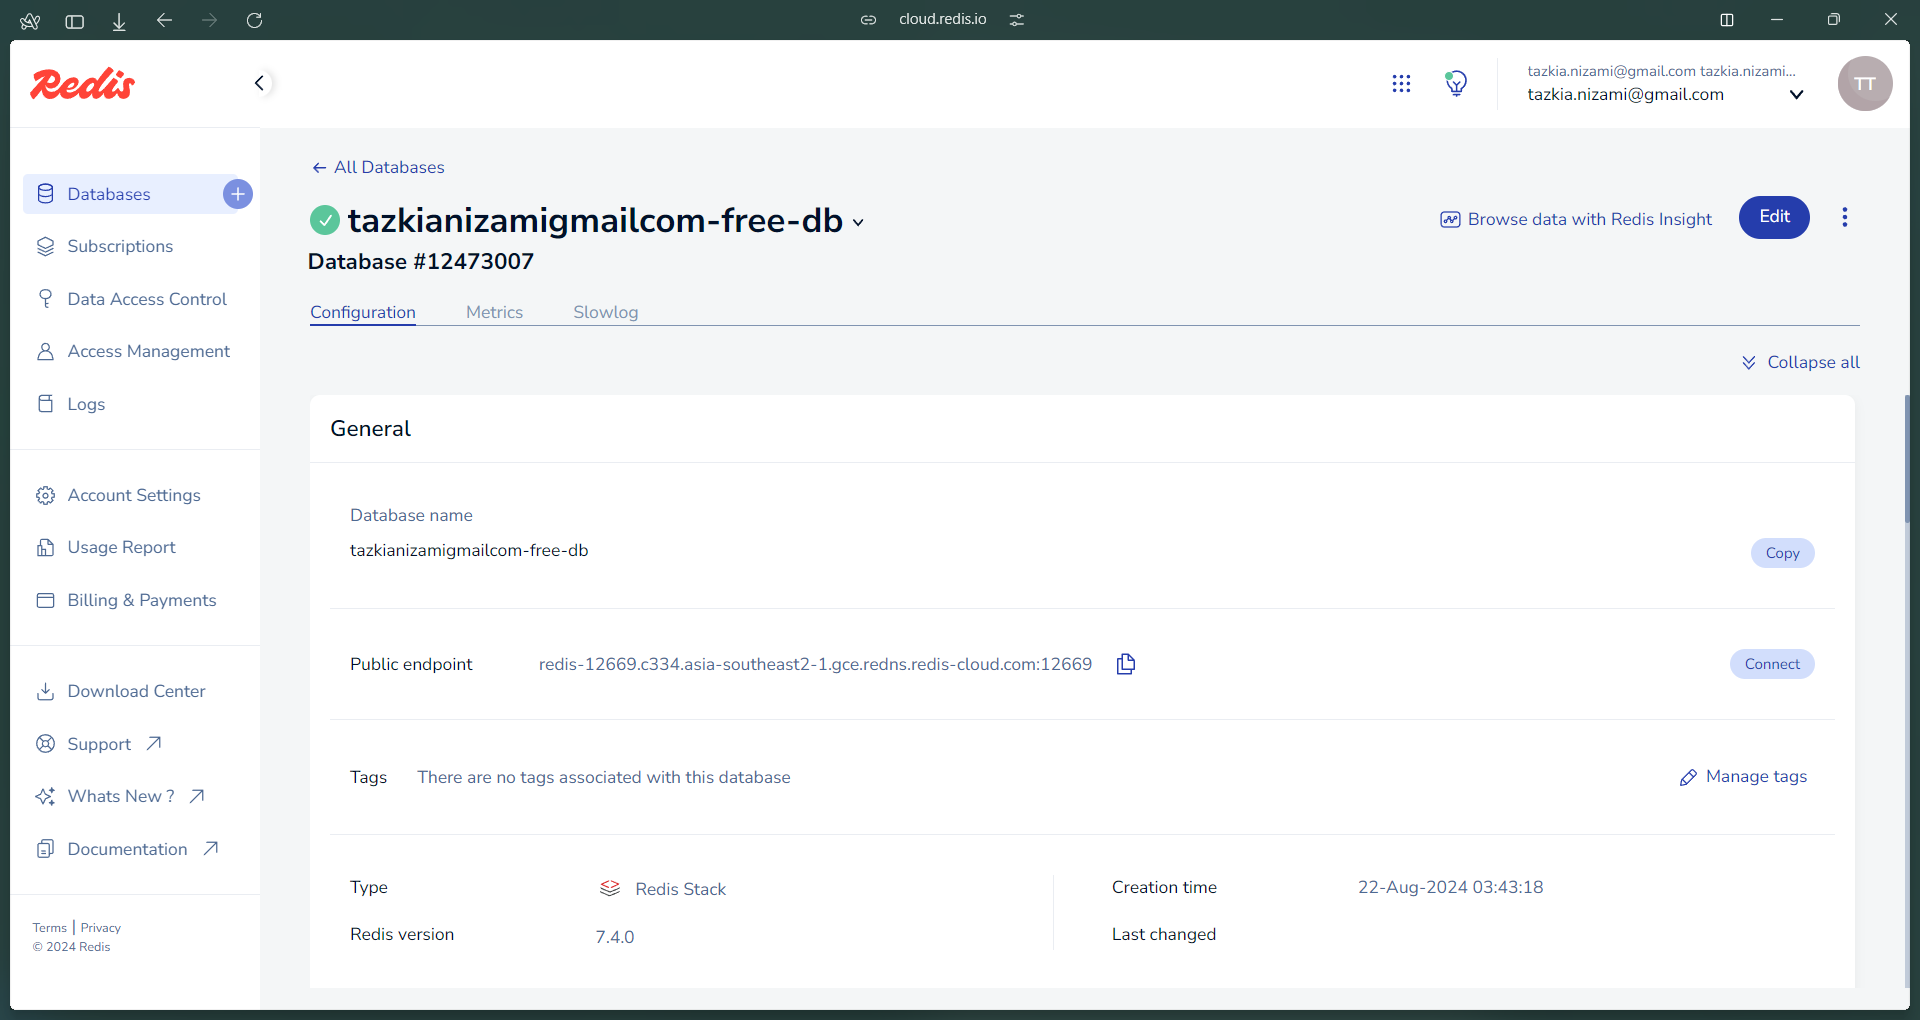 cloud.redis.io
Redis
tazkia.nizami@gmail.com tazkia.nizami...
tazkia.nizami@gmail.com
TT
Databases
Subscriptions
Data Access Control
Access Management
Logs
Account Settings
Usage Report
Billing & Payments
Download Center
Support
Whats New ?
Documentation
Terms | Privacy
© 2024 Redis
All Databases
tazkianizamigmailcom-free-db
Browse data with Redis Insight
Edit
Database #12473007
Configuration Metrics Slowlog
Collapse all
General
Database name
tazkianizamigmailcom-free-db
Copy
Public endpoint redis-12669.c334.asia-southeast2-1.gce.redns.redis-cloud.com:12669 Connect
Tags There are no tags associated with this database Manage tags
Type Redis Stack Creation time 22-Aug-2024 03:43:18
Redis version 7.4.0 Last changed